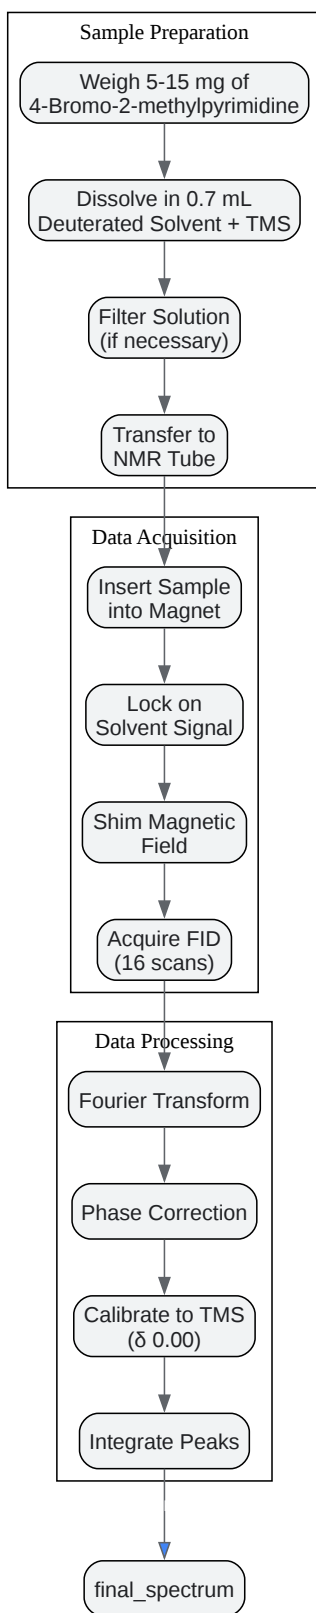 Sample Preparation
Weigh 5-15 mg of
4-Bromo-2-methylpyrimidine
Dissolve in 0.7 mL
Deuterated Solvent + TMS
Filter Solution
(if necessary)
Transfer to
NMR Tube
Data Acquisition
Insert Sample
into Magnet
Lock on
Solvent Signal
Shim Magnetic
Field
Acquire FID
(16 scans)
Data Processing
Fourier Transform
Phase Correction
Calibrate to TMS
(δ 0.00)
Integrate Peaks
final_spectrum